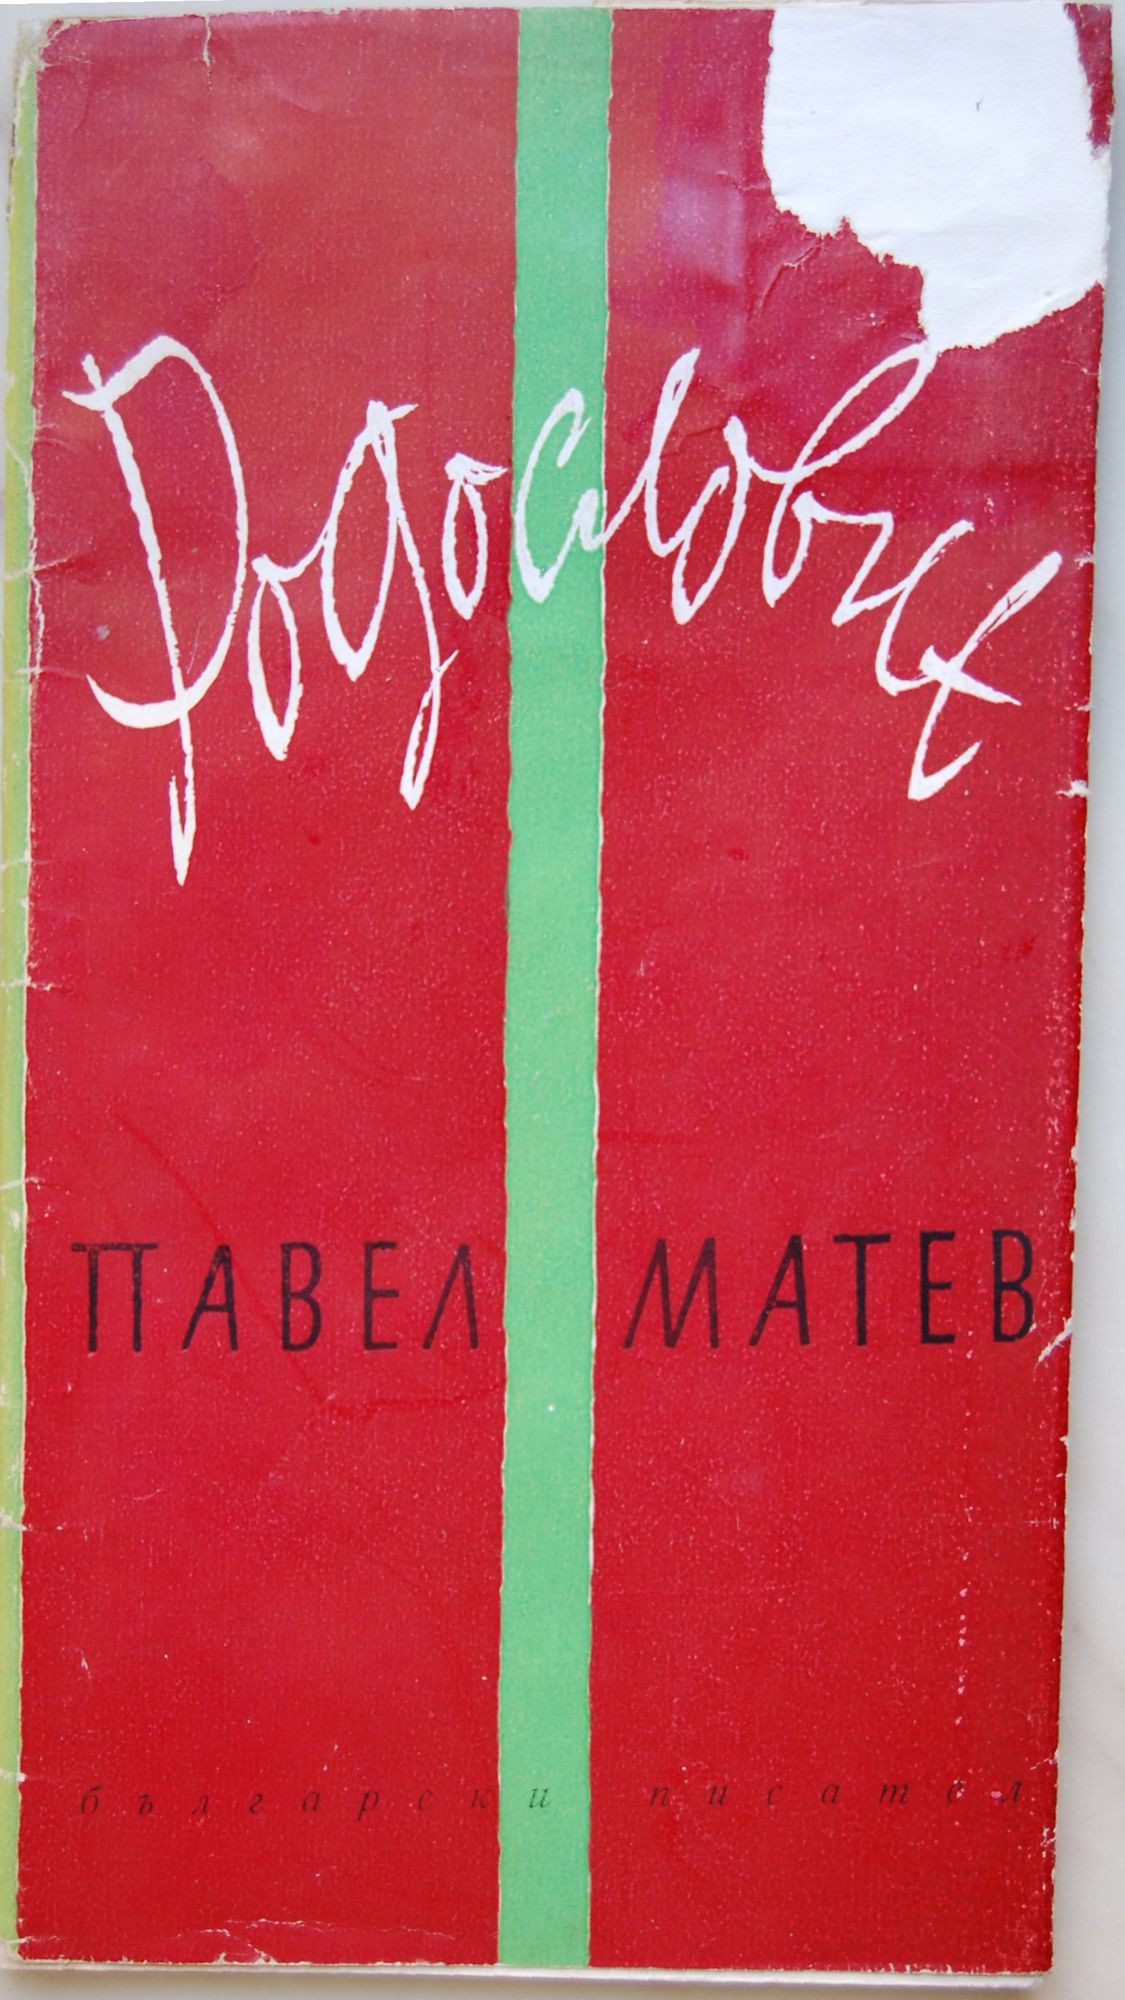 Родословие
ПАВЕЛ МАТЕВ
български писател